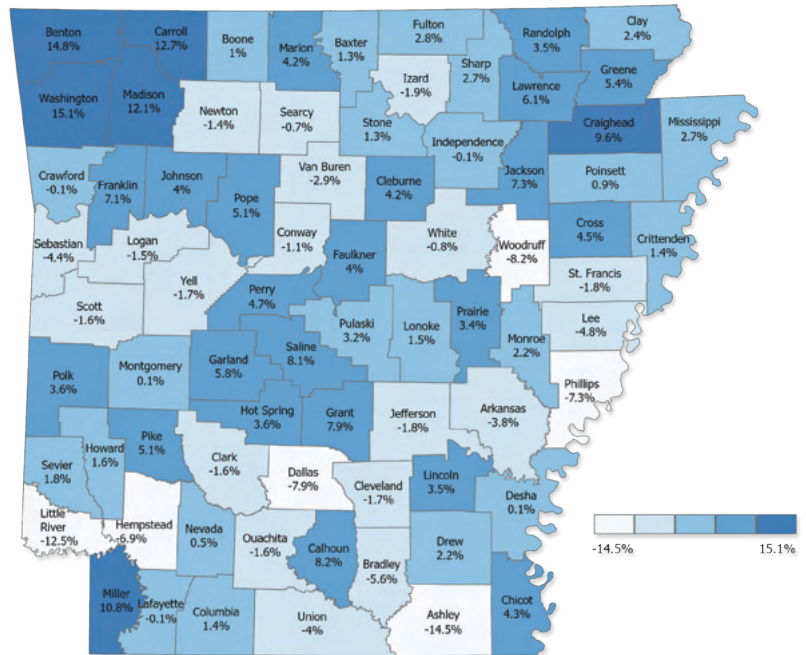 Benton
14.8%
Carroll
12.7%
Boone
1%
Marion
4.2%
Baxter
1.3%
Fulton
2.8%
Izard
-1.9%
Sharp
2.7%
Randolph
3.5%
Clay
2.4%
Greene
5.4%
Lawrence
6.1%
Washington
15.1%
Madison
12.1%
Newton
-1.4%
Searcy
-0.7%
Stone
1.3%
Independence
-0.1%
Craighead
9.6%
Mississippi
2.7%
Crawford
-0.1%
Franklin
7.1%
Johnson
4%
Pope
5.1%
Van Buren
-2.9%
Cleburne
4.2%
Jackson
7.3%
Poinsett
0.9%
Sebastian
-4.4%
Logan
-1.5%
Conway
-1.1%
Faulkner
4%
White
-0.8%
Woodruff
-8.2%
Cross
4.5%
Crittenden
1.4%
Yell
-1.7%
Scott
-1.6%
Perry
4.7%
St. Francis
-1.8%
Lee
-4.8%
Pulaski
3.2%
Lonoke
1.5%
Prairie
3.4%
Monroe
2.2%
Saline
8.1%
Garland
5.8%
Montgomery
0.1%
Polk
3.6%
Phillips
-7.3%
Hot Spring
3.6%
Grant
7.9%
Jefferson
-1.8%
Arkansas
-3.8%
Pike
5.1%
Howard
1.6%
Sevier
1.8%
Clark
-1.6%
Dallas
-7.9%
Cleveland
-1.7%
Lincoln
3.5%
Desha
0.1%
Little
River
-12.5%
Hempstead
-6.9%
Nevada
0.5%
Ouachita
-1.6%
Calhoun
8.2%
Bradley
-5.6%
Drew
2.2%
Miller
10.8%
Lafayette
-0.1%
Columbia
1.4%
Union
-4%
Ashley
-14.5%
Chicot
4.3%
-14.5%
15.1%